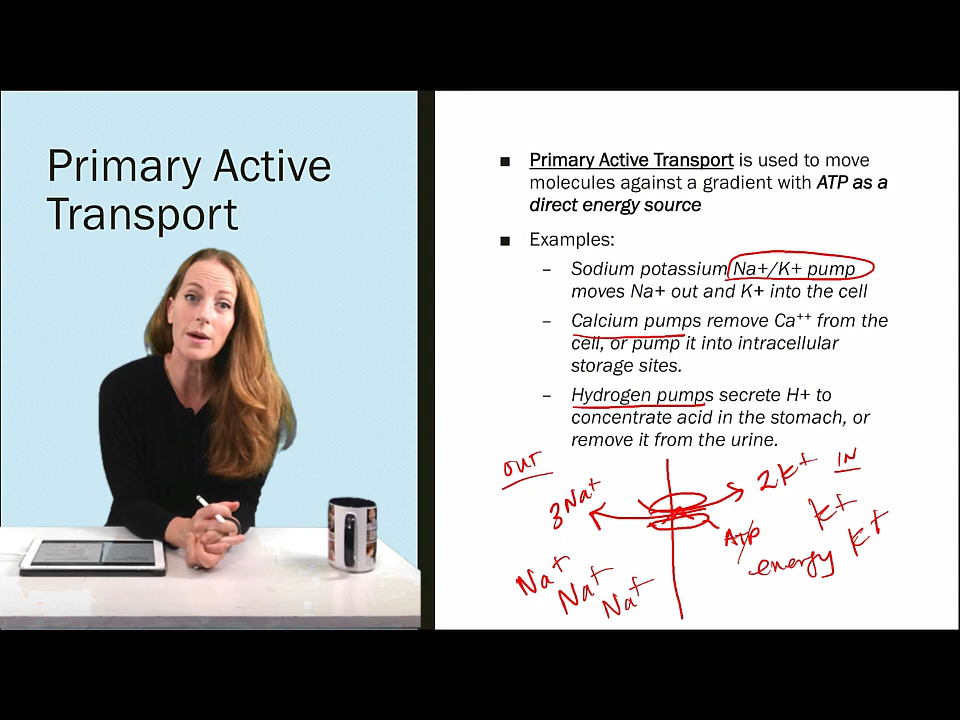 Primary Active
Transport
■ Primary Active Transport is used to move
molecules against a gradient with ATP as a
direct energy source
■ Examples:
– Sodium potassium Na+/K+ pump
moves Na+ out and K+ into the cell
– Calcium pumps remove Ca++ from the
cell, or pump it into intracellular
storage sites.
– Hydrogen pumps secrete H+ to
concentrate acid in the stomach, or
remove it from the urine.
OUT
IN
3Na+
2K+
K+
K+
ATP
energy
Na+
Na+
Na+